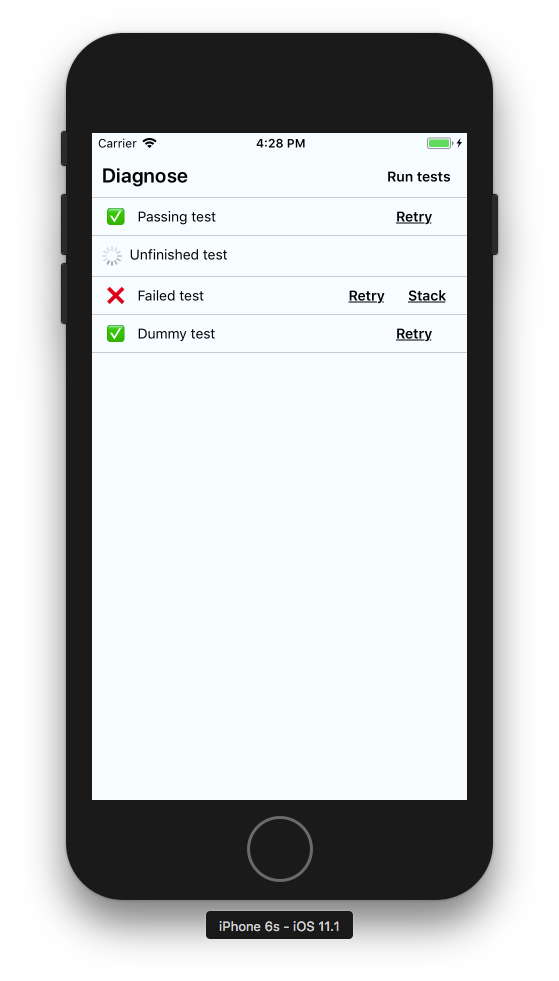 Carrier 4:28 PM
Diagnose Run tests
Passing test Retry
Unfinished test
Failed test Retry Stack
Dummy test Retry
iPhone 6s - iOS 11.1